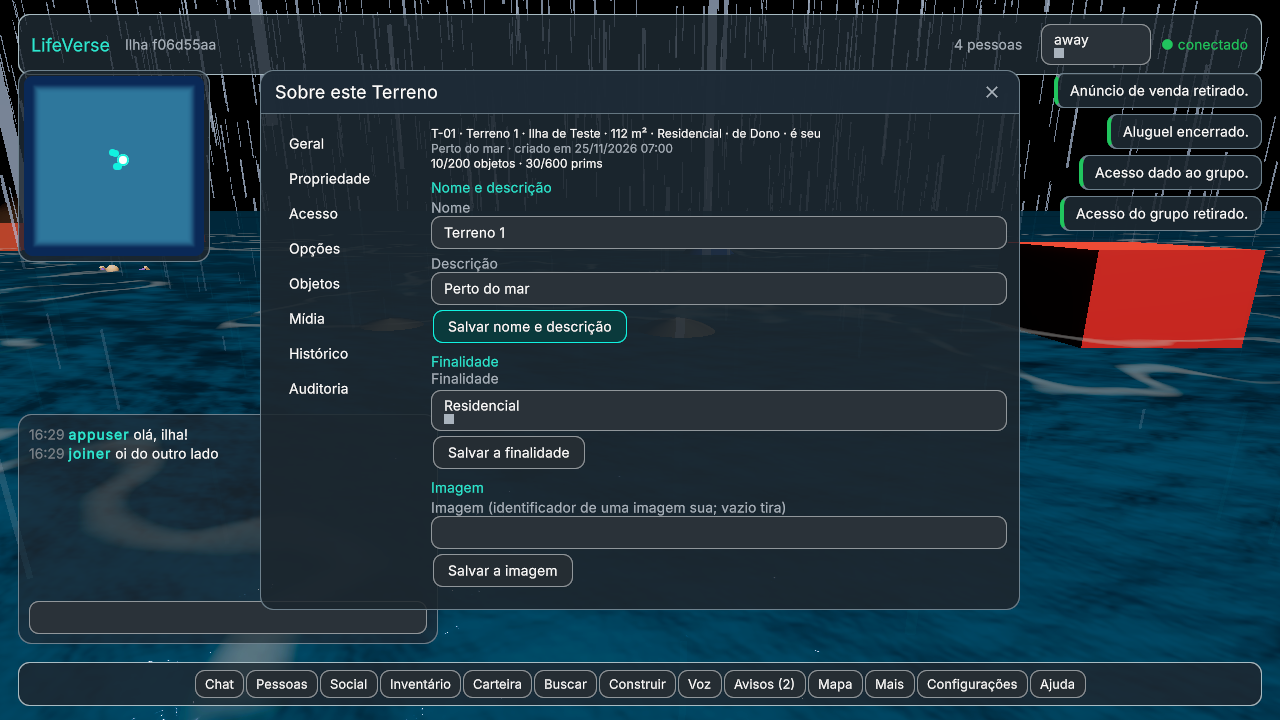 LifeVerse Ilha f06d55aa
4 pessoas away conectado
Anúncio de venda retirado.
Aluguel encerrado.
Acesso dado ao grupo.
Acesso do grupo retirado.
Sobre este Terreno
Geral
Propriedade
Acesso
Opções
Objetos
Mídia
Histórico
Auditoria
T-01 · Terreno 1 · Ilha de Teste · 112 m² · Residencial · de Dono · é seu
Perto do mar · criado em 25/11/2026 07:00
10/200 objetos · 30/600 prims
Nome e descrição
Nome
Terreno 1
Descrição
Perto do mar
Salvar nome e descrição
Finalidade
Finalidade
Residencial
Salvar a finalidade
Imagem
Imagem (identificador de uma imagem sua; vazio tira)
Salvar a imagem
16:29 appuser olá, ilha!
16:29 joiner oi do outro lado
Chat Pessoas Social Inventário Carteira Buscar Construir Voz Avisos (2) Mapa Mais Configurações Ajuda